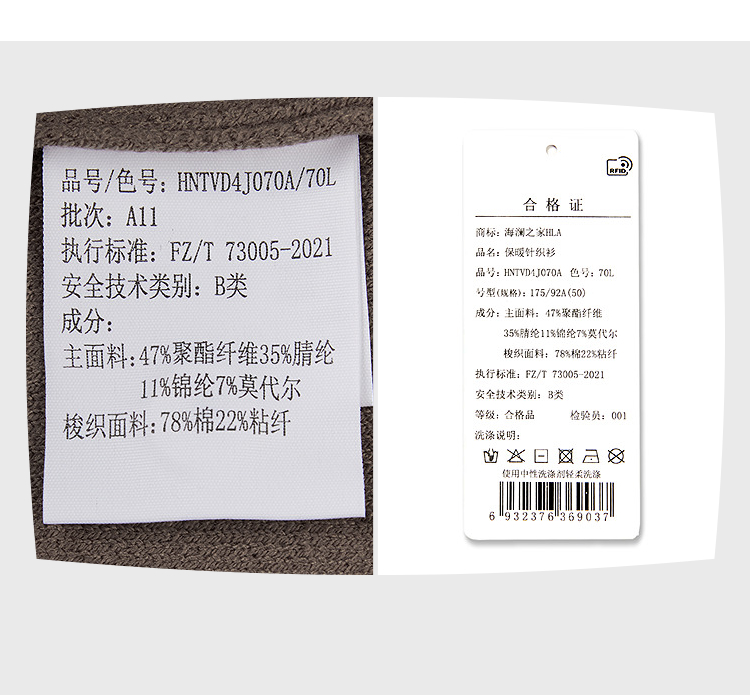 品号/色号: HNTVD4J070A/70L
批次: A11
执行标准: FZ/T 73005-2021
安全技术类别: B类
成分:
主面料:47%聚酯纤维35%腈纶
11%锦纶7%莫代尔
梭织面料:78%棉22%粘纤
RFID
合格证
商标: 海澜之家HLA
品名: 保暖针织衫
品号: HNTVD4J070A 色号: 70L
号型(规格): 175/92A(50)
成分: 主面料: 47%聚酯纤维
35%腈纶11%锦纶7%莫代尔
梭织面料: 78%棉22%粘纤
执行标准: FZ/T 73005-2021
安全技术类别: B类
等级: 合格品 检验员: 001
洗涤说明:
使用中性洗涤剂轻柔洗涤
6 932376 369037